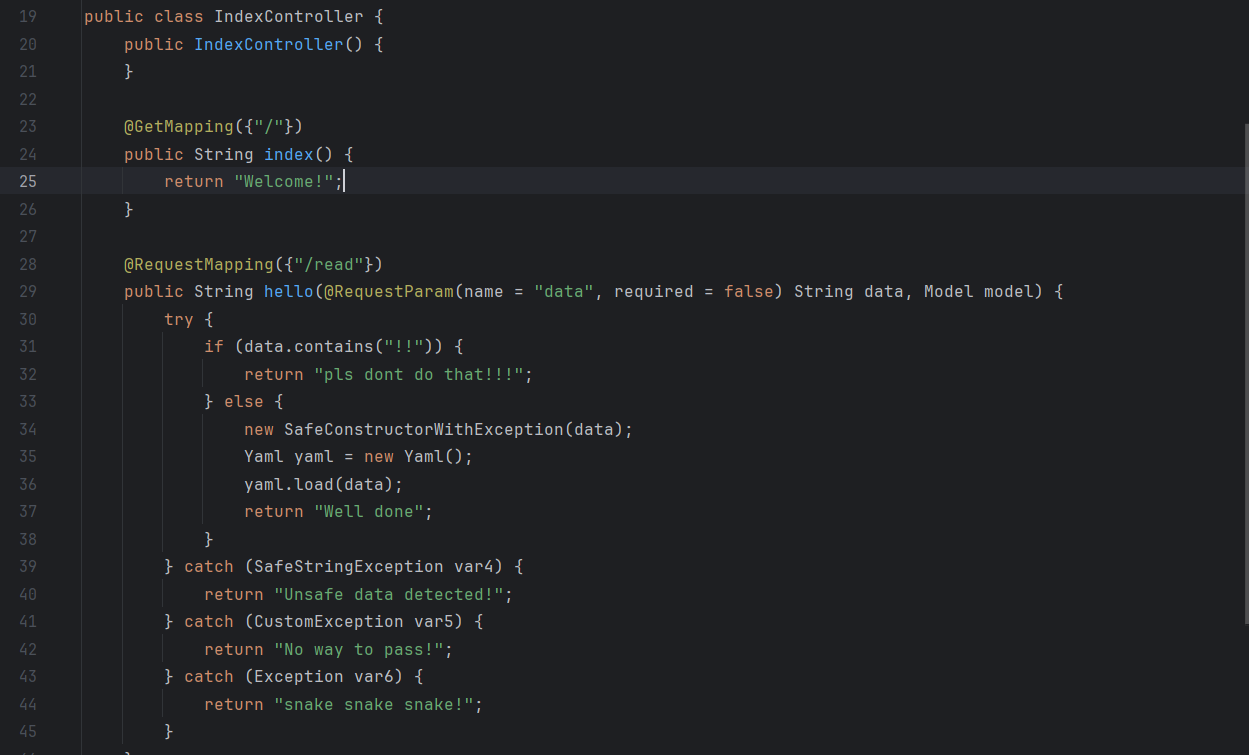 19 public class IndexController {
20     public IndexController() {
21     }
22
23     @GetMapping({"/"})
24     public String index() {
25         return "Welcome!";
26     }
27
28     @RequestMapping({"/read"})
29     public String hello(@RequestParam(name = "data", required = false) String data, Model model) {
30         try {
31             if (data.contains("!!")) {
32                 return "pls dont do that!!!";
33             } else {
34                 new SafeConstructorWithException(data);
35                 Yaml yaml = new Yaml();
36                 yaml.load(data);
37                 return "Well done";
38             }
39         } catch (SafeStringException var4) {
40             return "Unsafe data detected!";
41         } catch (CustomException var5) {
42             return "No way to pass!";
43         } catch (Exception var6) {
44             return "snake snake snake!";
45         }